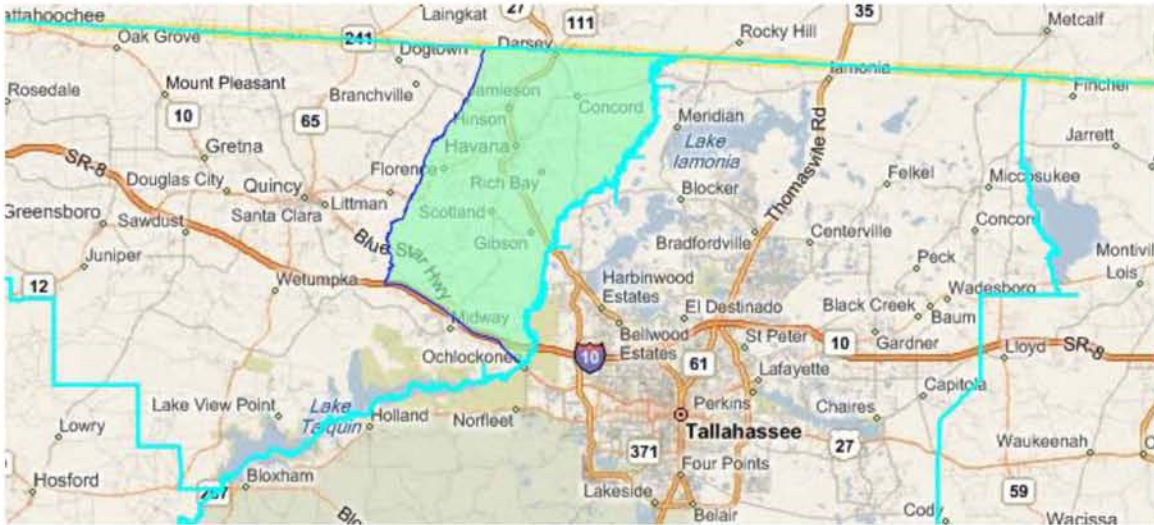 attahoochee
Laingkat
27
111
35
Metcalf
Oak Grove
241
Dogtown
Darsey
Rocky Hill
Iamonia
Fincher
Rosedale
Mount Pleasant
Branchville
Jamieson
Hinson
Concord
Meridian
10
65
Havana
Lake
Iamonia
Thomasville Rd
Jarrett
SR-8
Gretna
Florence
Rich Bay
Blocker
Felkel
Miccosukee
Douglas City
Quincy
Littman
Greensboro
Sawdust
Santa Clara
Scotland
Gibson
Bradfordville
Centerville
Concord
Blue Star Hwy
Juniper
12
Wetumpka
Harbinwood
Estates
Peck
Montivil
Lois
Wadesboro
El Destinado
Black Creek
Baum
Midway
Bellwood
Estates
St Peter
10
Gardner
Lloyd
SR-8
Ochlockone
10
61
Lafayette
Capitola
Lake View Point
Lake
Talquin
Holland
Norfleet
Perkins
Chaires
Tallahassee
27
Lowry
371
Waukeenah
Hosford
267
Bloxham
Four Points
59
Lakeside
Belair
Cody
Wacissa